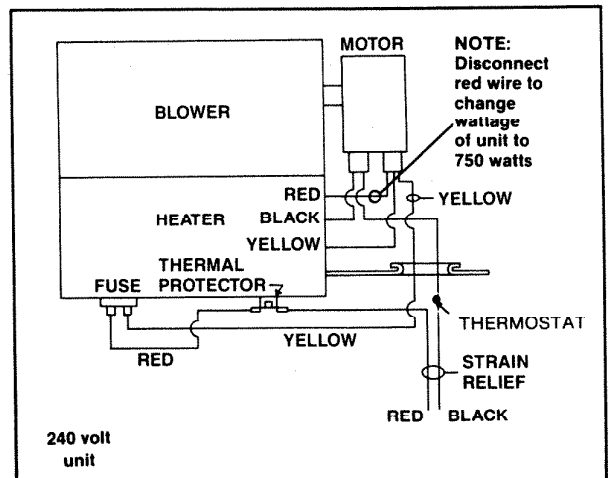 MOTOR
NOTE:
Disconnect
red wire to
change
wattage
of unit to
750 watts
BLOWER
RED
YELLOW
HEATER
BLACK
YELLOW
THERMAL
PROTECTOR
FUSE
THERMOSTAT
YELLOW
RED
STRAIN
RELIEF
RED BLACK
240 volt
unit